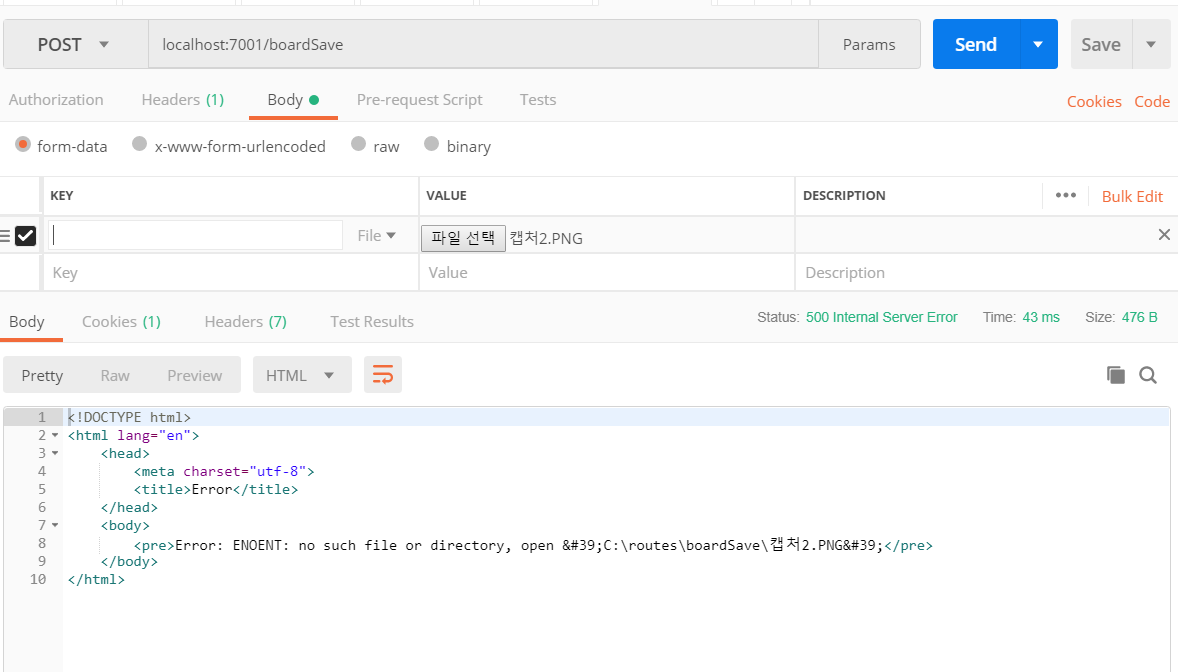 POST localhost:7001/boardSave Params Send Save
Authorization Headers (1) Body Pre-request Script Tests Cookies Code
form-data x-www-form-urlencoded raw binary
KEY VALUE DESCRIPTION ••• Bulk Edit
File 파일 선택 캡처2.PNG
Key Value Description
Body Cookies (1) Headers (7) Test Results Status: 500 Internal Server Error Time: 43 ms Size: 476 B
Pretty Raw Preview HTML
1 <!DOCTYPE html>
2 <html lang="en">
3 <head>
4 <meta charset="utf-8">
5 <title>Error</title>
6 </head>
7 <body>
8 <pre>Error: ENOENT: no such file or directory, open &#39;C:\routes\boardSave\캡처2.PNG&#39;</pre>
9 </body>
10 </html>